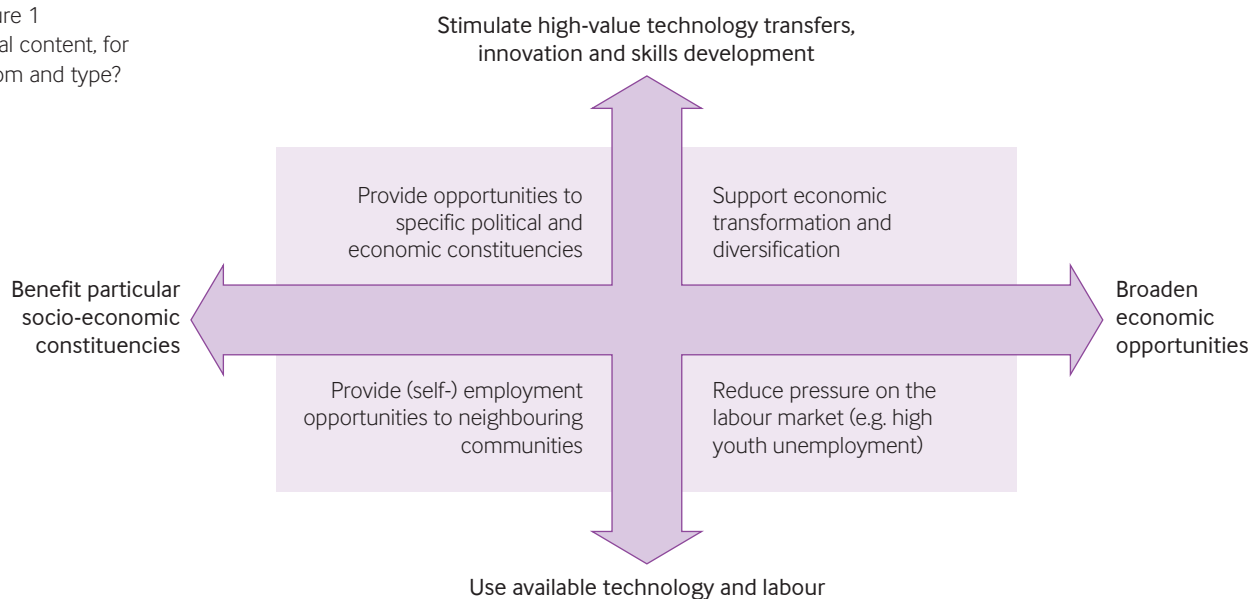 ure 1
al content, for
om and type?
Stimulate high-value technology transfers,
innovation and skills development
Provide opportunities to
specific political and
economic constituencies
Support economic
transformation and
diversification
Benefit particular
socio-economic
constituencies
Broaden
economic
opportunities
Provide (self-) employment
opportunities to neighbouring
communities
Reduce pressure on the
labour market (e.g. high
youth unemployment)
Use available technology and labour